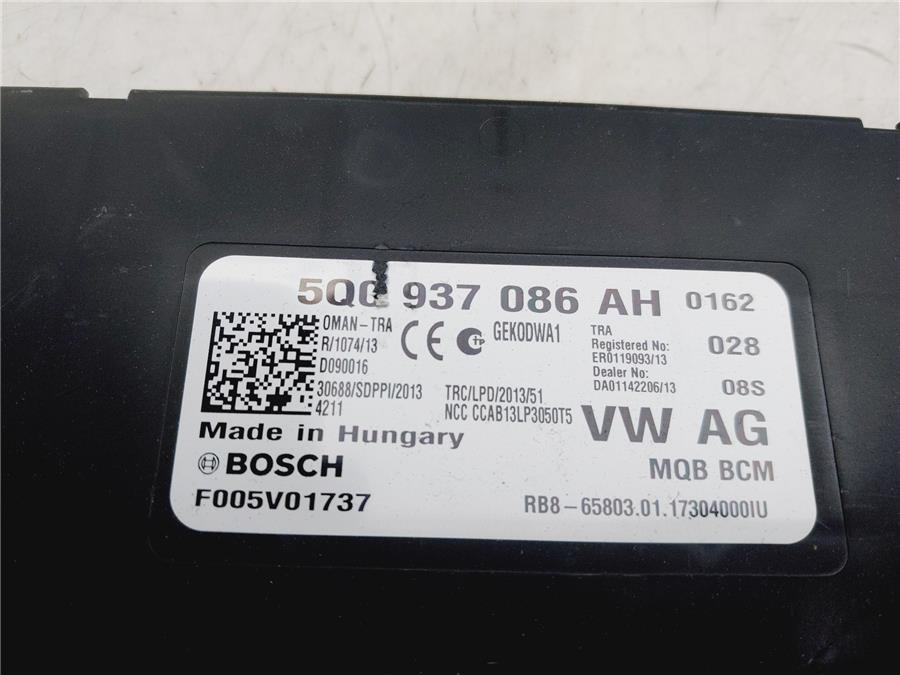 5Q0 937 086 AH 0162
OMAN-TRA
R/1074/13
D090016
CE
GEKODWA1
TRA
Registered No:
ER0119093/13
Dealer No:
DA01142206/13
028
08S
30688/SDPPI/2013
4211
TRC/LPD/2013/51
NCC CCAB13LP3050T5
VW AG
Made in Hungary
BOSCH
MQB BCM
F005V01737
RB8-65803.01.17304000IU